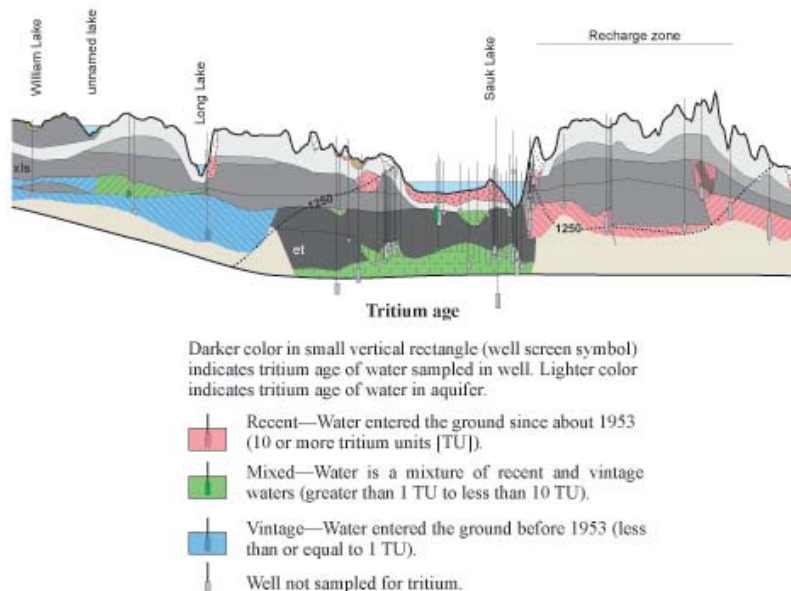 William Lake
unnamed lake
Long Lake
Sauk Lake
Recharge zone
xls
1250
et
1250
Tritium age
Darker color in small vertical rectangle (well screen symbol)
indicates tritium age of water sampled in well. Lighter color
indicates tritium age of water in aquifer.
Recent—Water entered the ground since about 1953
(10 or more tritium units [TU]).
Mixed—Water is a mixture of recent and vintage
waters (greater than 1 TU to less than 10 TU).
Vintage—Water entered the ground before 1953 (less
than or equal to 1 TU).
Well not sampled for tritium.